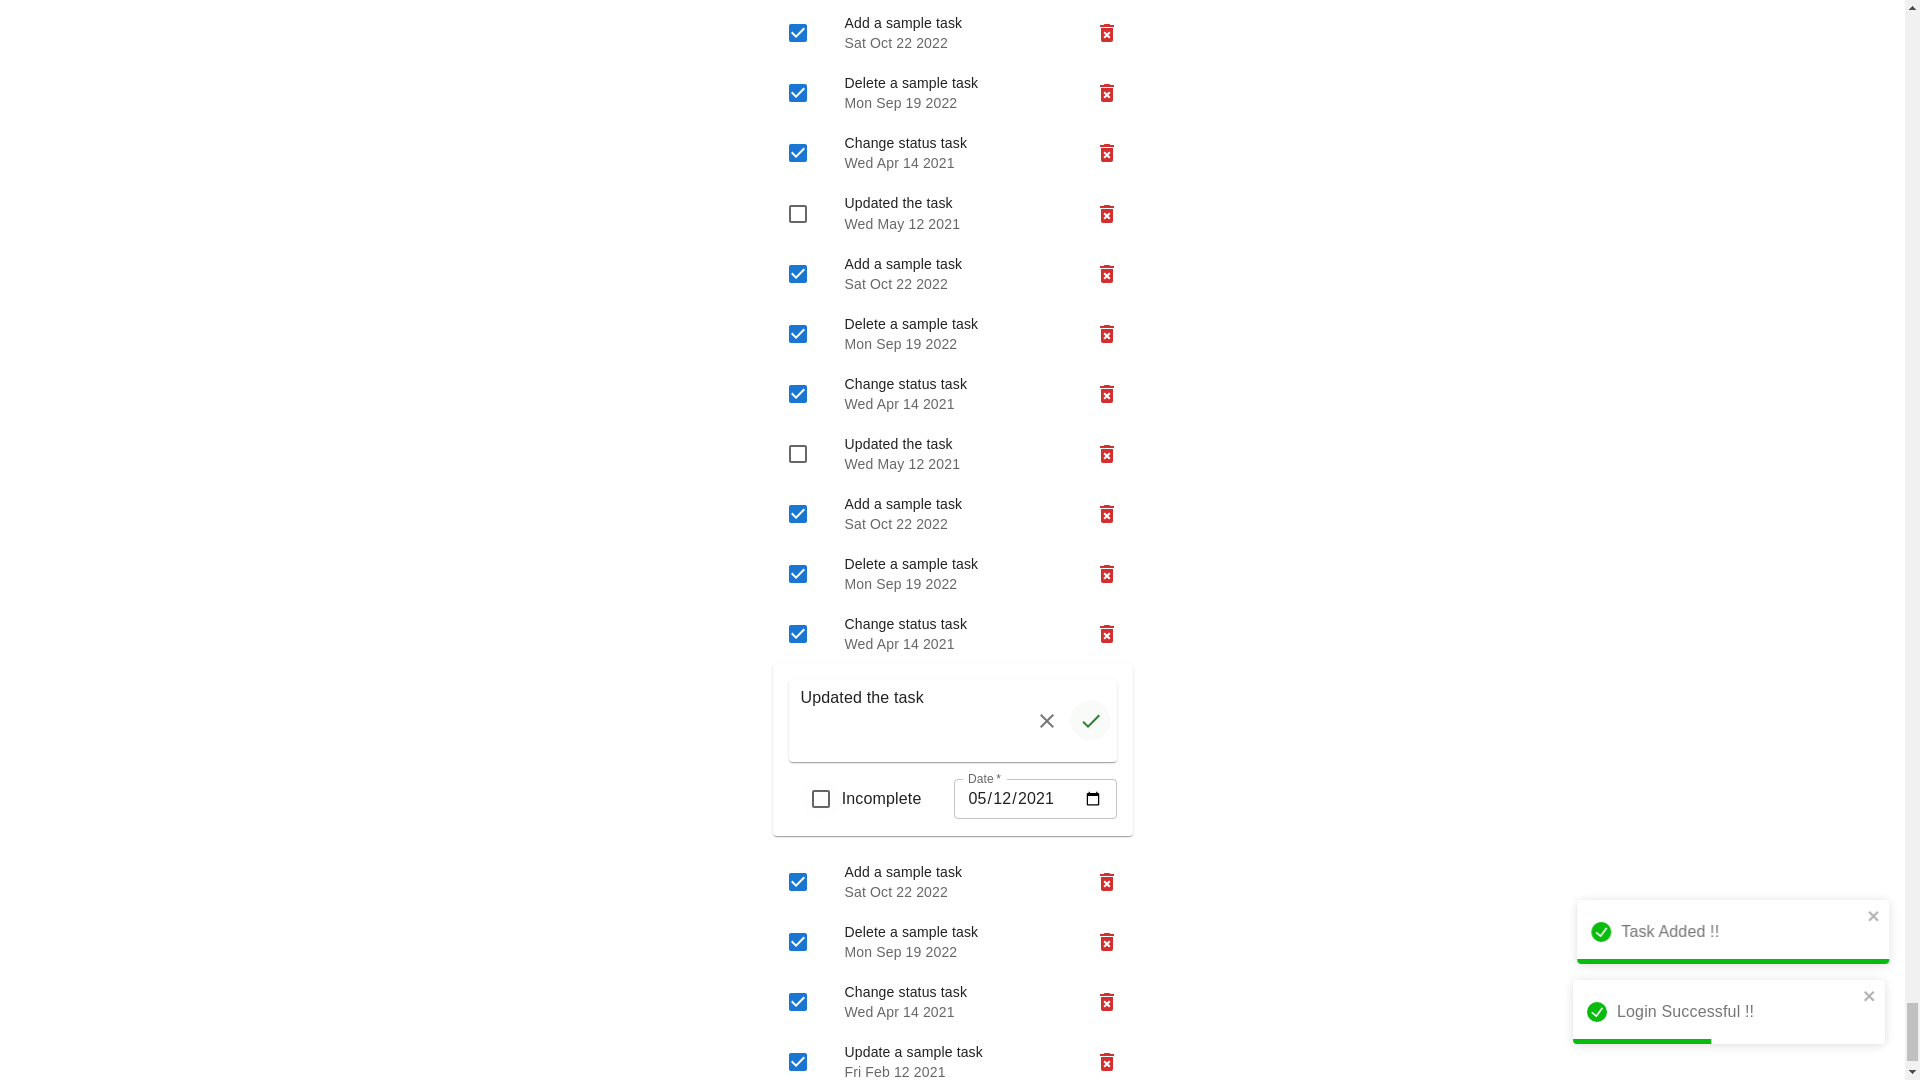 Add a sample task
Sat Oct 22 2022
Delete a sample task
Mon Sep 19 2022
Change status task
Wed Apr 14 2021
Updated the task
Wed May 12 2021
Add a sample task
Sat Oct 22 2022
Delete a sample task
Mon Sep 19 2022
Change status task
Wed Apr 14 2021
Updated the task
Wed May 12 2021
Add a sample task
Sat Oct 22 2022
Delete a sample task
Mon Sep 19 2022
Change status task
Wed Apr 14 2021
Updated the task
Date *
Incomplete
05/12/2021
Add a sample task
Sat Oct 22 2022
Delete a sample task
Mon Sep 19 2022
Change status task
Wed Apr 14 2021
Update a sample task
Fri Feb 12 2021
Task Added !!
Login Successful !!